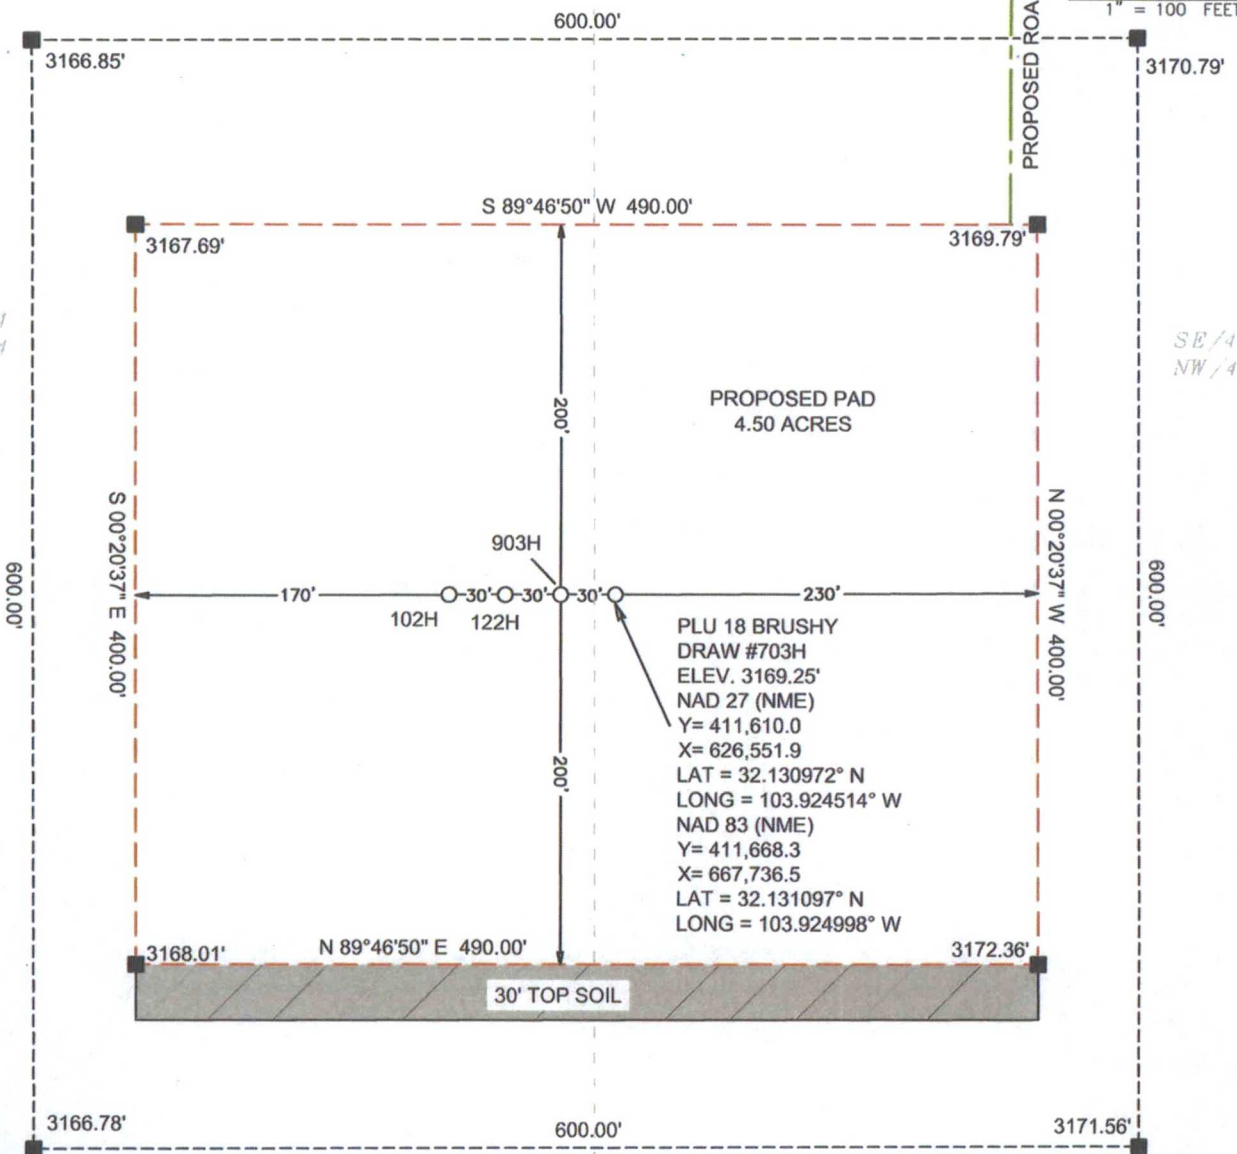 600.00'
1" = 100 FEET
PROPOSED ROA
3166.85'
3170.79'
S 89°46'50" W 490.00'
3167.69'
3169.79'
SE/4
NW/4
200'
PROPOSED PAD
4.50 ACRES
S 00°20'37" E 400.00'
N 00°20'37" W 400.00'
600.00'
600.00'
903H
170'
30'
30'
30'
230'
102H
122H
PLU 18 BRUSHY
DRAW #703H
ELEV. 3169.25'
NAD 27 (NME)
Y= 411,610.0
X= 626,551.9
LAT = 32.130972° N
LONG = 103.924514° W
NAD 83 (NME)
Y= 411,668.3
X= 667,736.5
LAT = 32.131097° N
LONG = 103.924998° W
200'
3168.01'
N 89°46'50" E 490.00'
3172.36'
30' TOP SOIL
3166.78'
600.00'
3171.56'